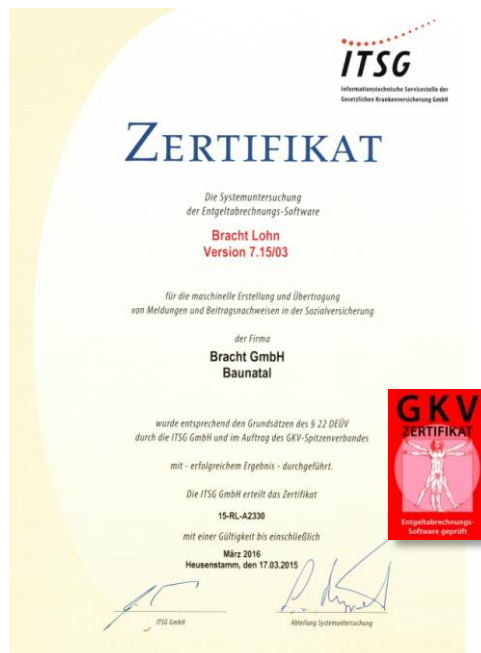 ITSG
Informationstechnische Servicestelle der
Gesetzlichen Krankenversicherung GmbH
ZERTIFIKAT
Die Systemuntersuchung
der Entgeltabrechnungs-Software
Bracht Lohn
Version 7.15/03
für die maschinelle Erstellung und Übertragung
von Meldungen und Beitragsnachweisen in der Sozialversicherung
der Firma
Bracht GmbH
Baunatal
wurde entsprechend den Grundsätzen des § 22 DEÜV
durch die ITSG GmbH und im Auftrag des GKV-Spitzenverbandes
mit - erfolgreichem Ergebnis - durchgeführt.
Die ITSG GmbH erteilt das Zertifikat
15-RL-A2330
mit einer Gültigkeit bis einschließlich
März 2016
Heusenstamm, den 17.03.2015
ITSG GmbH
Abteilung Systemuntersuchung
GKV
ZERTIFIKAT
Entgeltabrechnungs-
Software geprüft